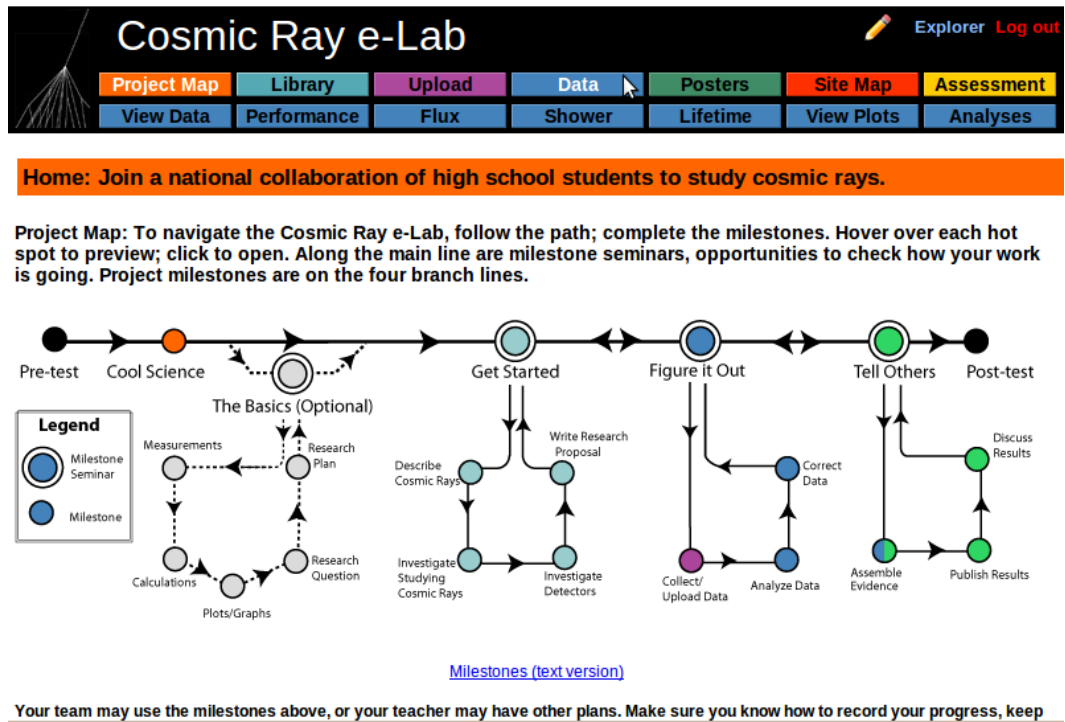 Cosmic Ray e-Lab
Explorer Log out
Project Map Library Upload Data Posters Site Map Assessment
View Data Performance Flux Shower Lifetime View Plots Analyses
Home: Join a national collaboration of high school students to study cosmic rays.
Project Map: To navigate the Cosmic Ray e-Lab, follow the path; complete the milestones. Hover over each hot
spot to preview; click to open. Along the main line are milestone seminars, opportunities to check how your work
is going. Project milestones are on the four branch lines.
Pre-test
Cool Science
The Basics (Optional)
Get Started
Figure it Out
Tell Others
Post-test
Legend
Milestone
Seminar
Milestone
Measurements
Calculations
Plots/Graphs
Research
Question
Research
Plan
Describe
Cosmic Rays
Investigate
Studying
Cosmic Rays
Investigate
Detectors
Write Research
Proposal
Collect/
Upload Data
Analyze Data
Correct
Data
Assemble
Evidence
Publish Results
Discuss
Results
Milestones (text version)
Your team may use the milestones above, or your teacher may have other plans. Make sure you know how to record your progress, keep